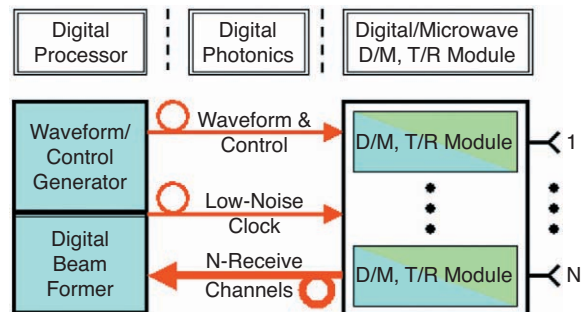 Digital
Processor
Digital
Photonics
Digital/Microwave
D/M, T/R Module
Waveform/
Control
Generator
Waveform &
Control
D/M, T/R Module
1
Low-Noise
Clock
Digital
Beam
Former
N-Receive
Channels
D/M, T/R Module
N